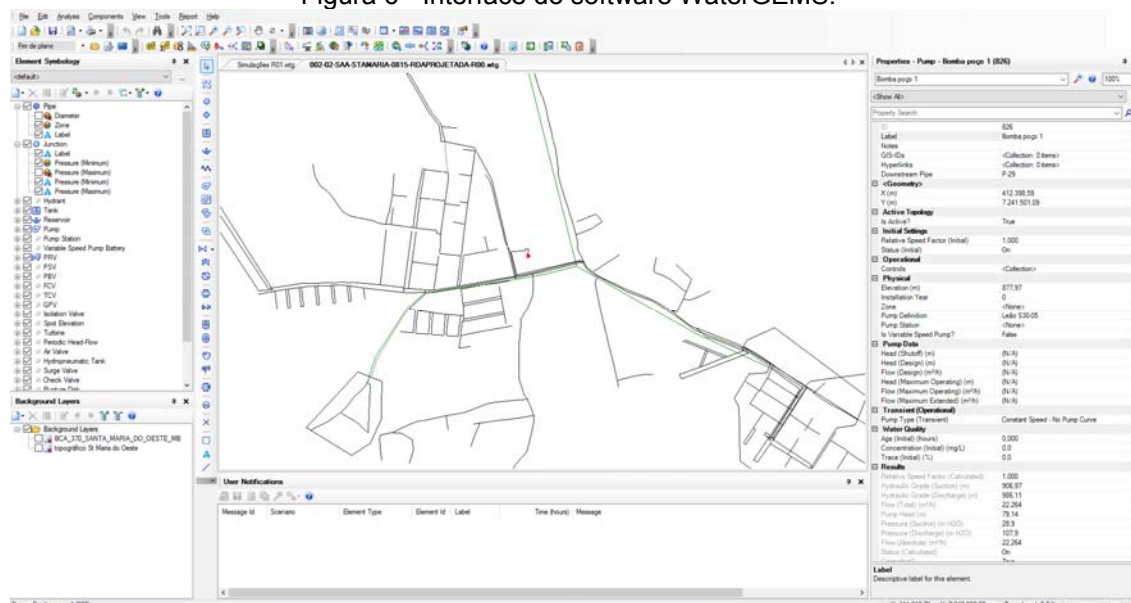 Figura 6 - Interface do software WaterGEMS.
File Edit Analysis Components View Tools Report Help
Fim de plano
Element Symbology
<default>
Pipe
Diameter
Zone
Label
Junction
Label
Pressure (Minimum)
Pressure (Maximum)
Pressure (Minimum)
Pressure (Maximum)
Hydrant
Tank
Reservoir
Pump
Pump Station
Variable Speed Pump Battery
PRV
PSV
PBV
FCV
TCV
GPV
Isolation Valve
Spot Elevation
Turbine
Periodic Head-Flow
Air Valve
Hydropneumatic Tank
Surge Valve
Check Valve
Rupture Disk
Background Layers
Background Layers
BCA_370_SANTA_MARIA_DO_OESTE_MB
topográfico St Maria do Oeste
Simulações R01.wtg 002-02-SAA-STAMARIA-0815-RDAPROJETADA-R00.wtg
User Notifications
Message Id Scenario Element Type Element Id Label Time (hours) Message
Properties - Pump - Bomba poço 1 (826)
Bomba poço 1 100%
<Show All>
Property Search
ID 826
Label Bomba poço 1
Notes
GIS-IDs <Collection: 0 items>
Hyperlinks <Collection: 0 items>
Downstream Pipe P-29
<Geometry>
X (m) 412.398,59
Y (m) 7.241.501,09
Active Topology
Is Active? True
Initial Settings
Relative Speed Factor (Initial) 1,000
Status (Initial) On
Operational
Controls <Collection>
Physical
Elevation (m) 877,97
Installation Year 0
Zone <None>
Pump Definition Leão S30-05
Pump Station <None>
Is Variable Speed Pump? False
Pump Data
Head (Shutoff) (m) (N/A)
Head (Design) (m) (N/A)
Flow (Design) (m³/h) (N/A)
Head (Maximum Operating) (m) (N/A)
Flow (Maximum Operating) (m³/h) (N/A)
Flow (Maximum Extended) (m³/h) (N/A)
Transient (Operational)
Pump Type (Transient) Constant Speed - No Pump Curve
Water Quality
Age (Initial) (hours) 0,000
Concentration (Initial) (mg/L) 0,0
Trace (Initial) (%) 0,0
Results
Relative Speed Factor (Calculated) 1,000
Hydraulic Grade (Suction) (m) 906,97
Hydraulic Grade (Discharge) (m) 986,11
Flow (Total) (m³/h) 22,264
Pump Head (m) 79,14
Pressure (Suction) (m H2O) 28,9
Pressure (Discharge) (m H2O) 107,9
Flow (Absolute) (m³/h) 22,264
Status (Calculated) On
Label
Descriptive label for this element.